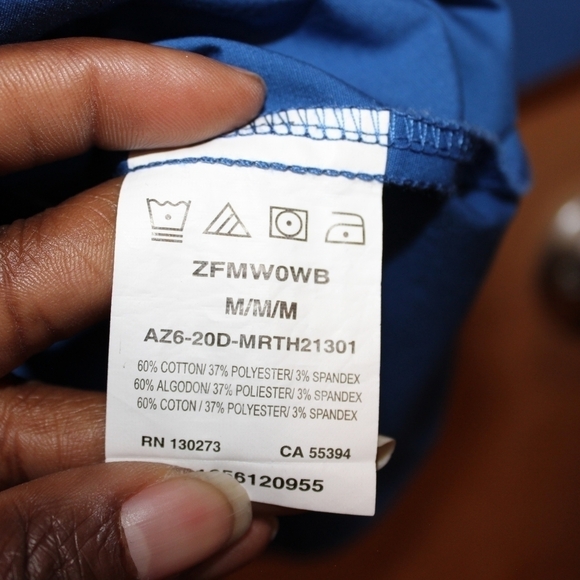 ZFMW0WB
M/M/M
AZ6-20D-MRTH21301
60% COTTON/ 37% POLYESTER/ 3% SPANDEX
60% ALGODON/ 37% POLIESTER/ 3% SPANDEX
60% COTON / 37% POLYESTER/ 3% SPANDEX
RN 130273 CA 55394
6120955